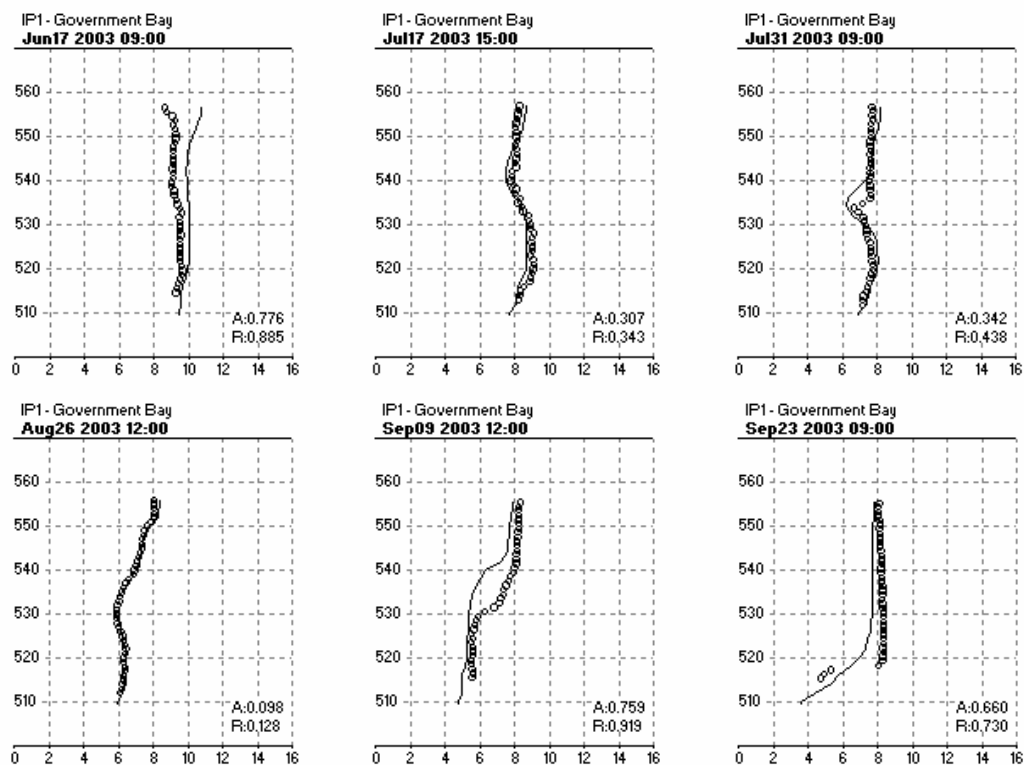 IP1 - Government Bay
Jun17 2003 09:00
560
550
540
530
520
510
A:0.776
R:0.885
0 2 4 6 8 10 12 14 16
IP1 - Government Bay
Jul17 2003 15:00
560
550
540
530
520
510
A:0.307
R:0.343
0 2 4 6 8 10 12 14 16
IP1 - Government Bay
Jul31 2003 09:00
560
550
540
530
520
510
A:0.342
R:0.438
0 2 4 6 8 10 12 14 16
IP1 - Government Bay
Aug26 2003 12:00
560
550
540
530
520
510
A:0.098
R:0.128
0 2 4 6 8 10 12 14 16
IP1 - Government Bay
Sep09 2003 12:00
560
550
540
530
520
510
A:0.759
R:0.919
0 2 4 6 8 10 12 14 16
IP1 - Government Bay
Sep23 2003 09:00
560
550
540
530
520
510
A:0.660
R:0.730
0 2 4 6 8 10 12 14 16